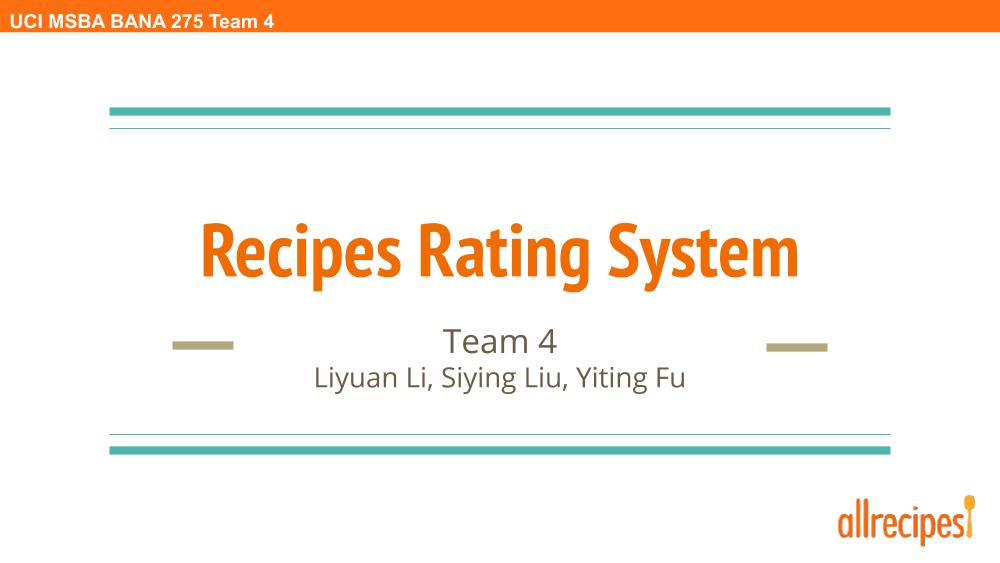 UCI MSBA BANA 275 Team 4
Recipes Rating System
Team 4
Liyuan Li, Siying Liu, Yiting Fu
allrecipes